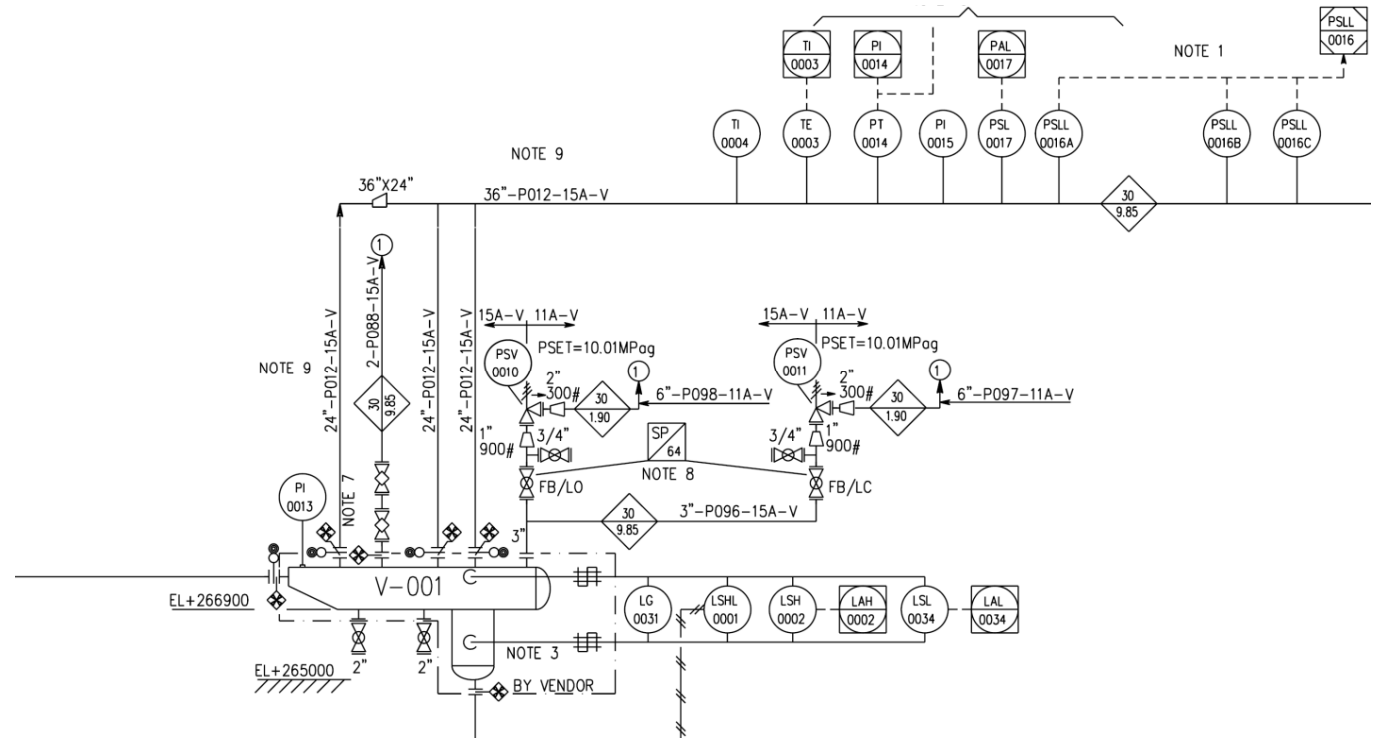 PSLL
0016
TI
0003
PI
0014
PAL
0017
NOTE 1
TI
0004
TE
0003
PT
0014
PI
0015
PSL
0017
PSLL
0016A
PSLL
0016B
PSLL
0016C
NOTE 9
36"X24"
36"-P012-15A-V
30
9.85
1
24"-P012-15A-V
2-P088-15A-V
24"-P012-15A-V
24"-P012-15A-V
NOTE 9
30
9.85
15A-V
11A-V
PSV
0010
PSET=10.01MPag
2"
300#
30
1.90
1
6"-P098-11A-V
1"
900#
3/4"
FB/LO
SP
64
NOTE 8
15A-V
11A-V
PSV
0011
PSET=10.01MPag
2"
300#
30
1.90
1
6"-P097-11A-V
3/4"
1"
900#
FB/LC
30
9.85
3"-P096-15A-V
3"
PI
0013
NOTE 7
V-001
EL+266900
EL+265000
2"
2"
NOTE 3
BY VENDOR
LG
0031
LSHL
0001
LSH
0002
LAH
0002
LSL
0034
LAL
0034